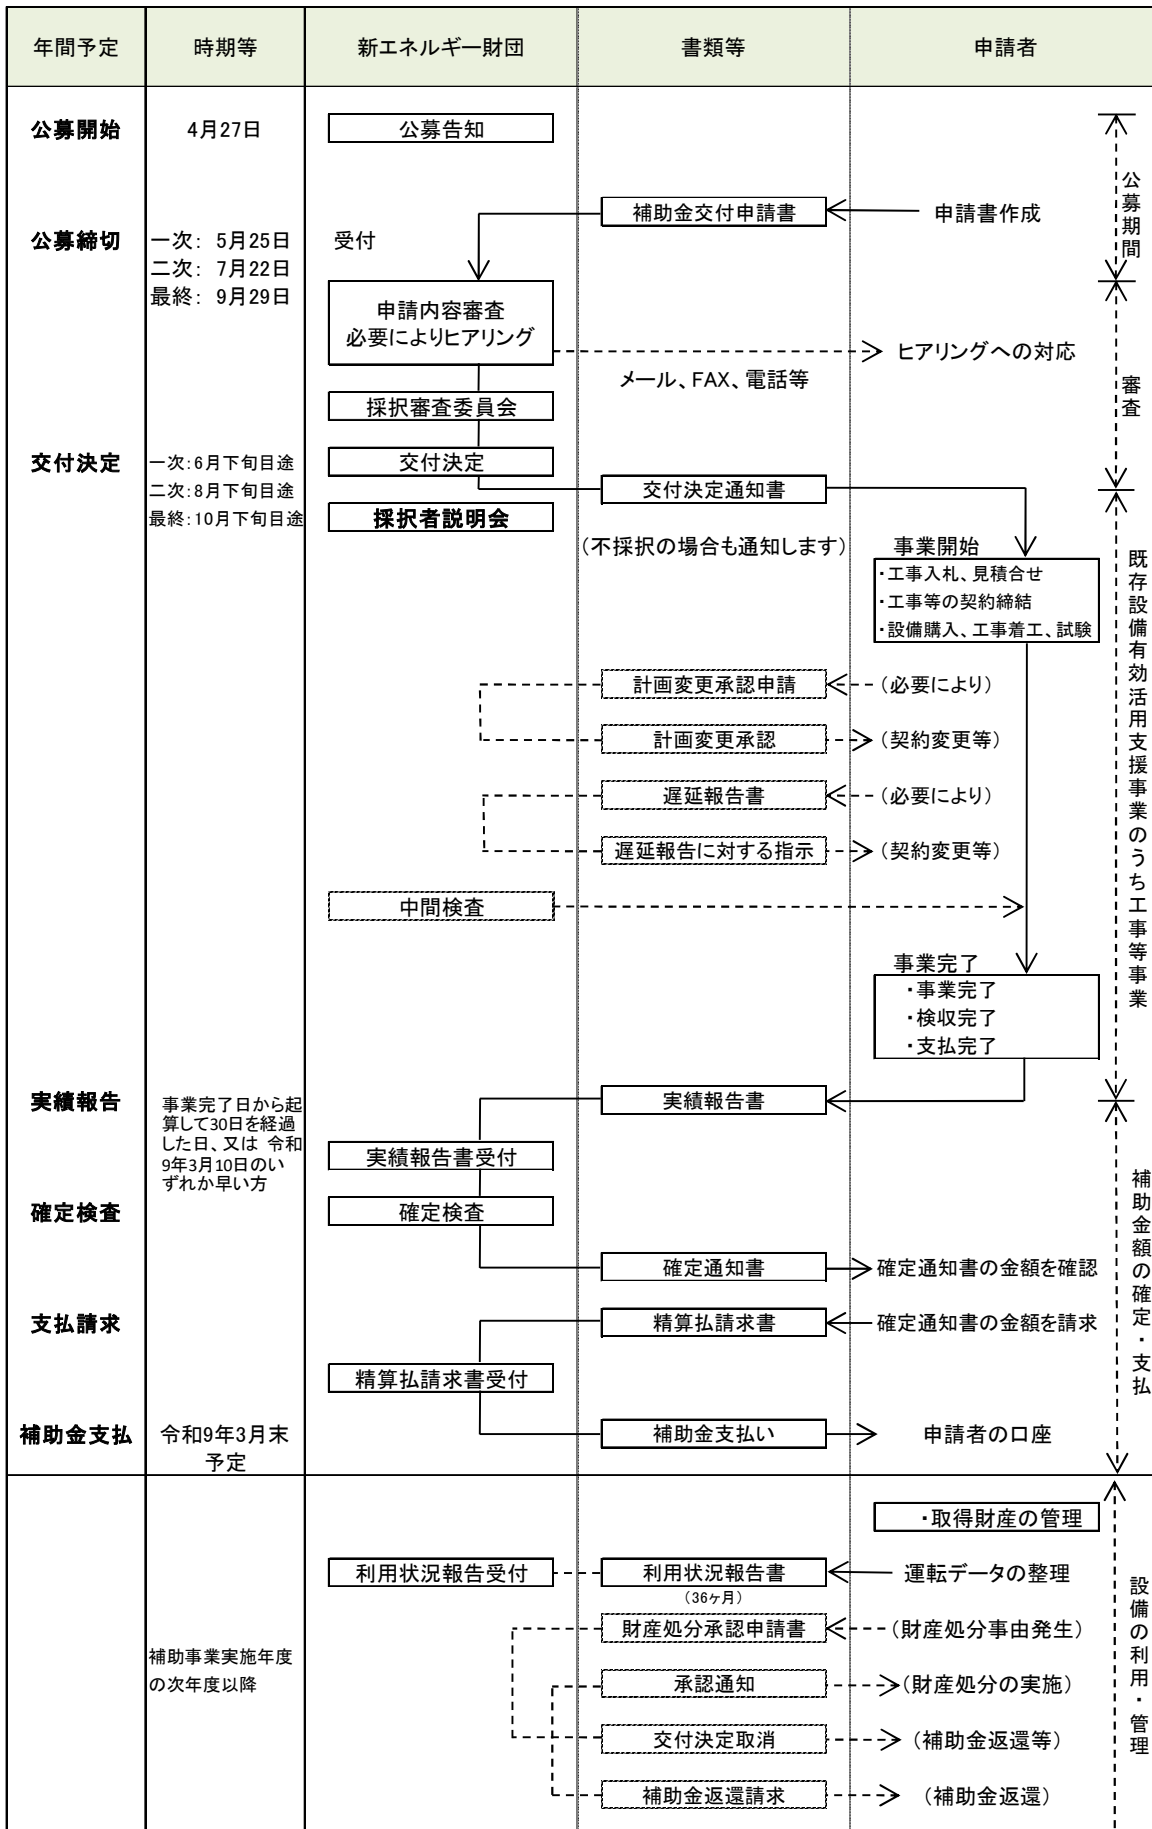 年間予定
時期等
新エネルギー財団
書類等
申請者
公募開始
4月27日
公募告知
補助金交付申請書
申請書作成
公募期間
公募締切
一次: 5月25日
二次: 7月22日
最終: 9月29日
受付
申請内容審査
必要によりヒアリング
ヒアリングへの対応
メール、FAX、電話等
審査
採択審査委員会
交付決定
一次:6月下旬目途
二次:8月下旬目途
最終:10月下旬目途
交付決定
交付決定通知書
採択者説明会
(不採択の場合も通知します)
事業開始
・工事入札、見積合せ
・工事等の契約締結
・設備購入、工事着工、試験
既存設備有効活用支援事業のうち工事等事業
計画変更承認申請
(必要により)
計画変更承認
(契約変更等)
遅延報告書
(必要により)
遅延報告に対する指示
(契約変更等)
中間検査
事業完了
・事業完了
・検収完了
・支払完了
実績報告
事業完了日から起
算して30日を経過
した日、又は 令和
9年3月10日のい
ずれか早い方
実績報告書
実績報告書受付
確定検査
確定検査
確定通知書
確定通知書の金額を確認
補助金額の確定・支払
支払請求
精算払請求書
確定通知書の金額を請求
精算払請求書受付
補助金支払
令和9年3月末
予定
補助金支払い
申請者の口座
・取得財産の管理
利用状況報告受付
利用状況報告書
(36ヶ月)
運転データの整理
設備の利用・管理
補助事業実施年度
の次年度以降
財産処分承認申請書
(財産処分事由発生)
承認通知
(財産処分の実施)
交付決定取消
(補助金返還等)
補助金返還請求
(補助金返還)